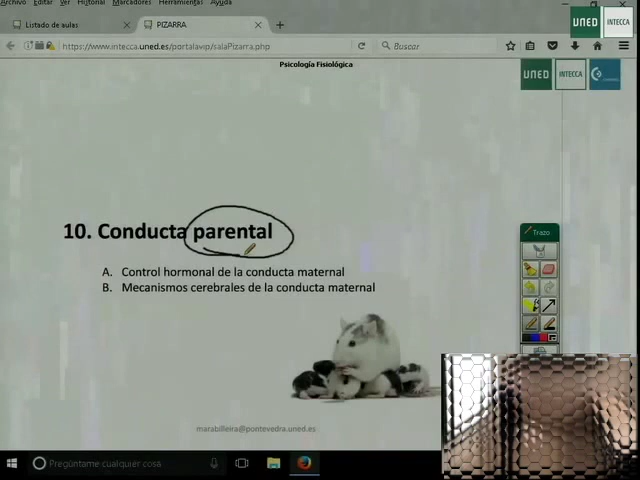 Archivo Editar Ver Historial Marcadores Herramientas Ayuda
Listado de aulas
PIZARRA
https://www.intecca.uned.es/portalavip/salaPizarra.php
Buscar
UNED
INTECCA
Psicología Fisiológica
UNED
INTECCA
10. Conducta parental
A. Control hormonal de la conducta maternal
B. Mecanismos cerebrales de la conducta maternal
Trazo
marabilleira@pontevedra.uned.es
Pregúntame cualquier cosa